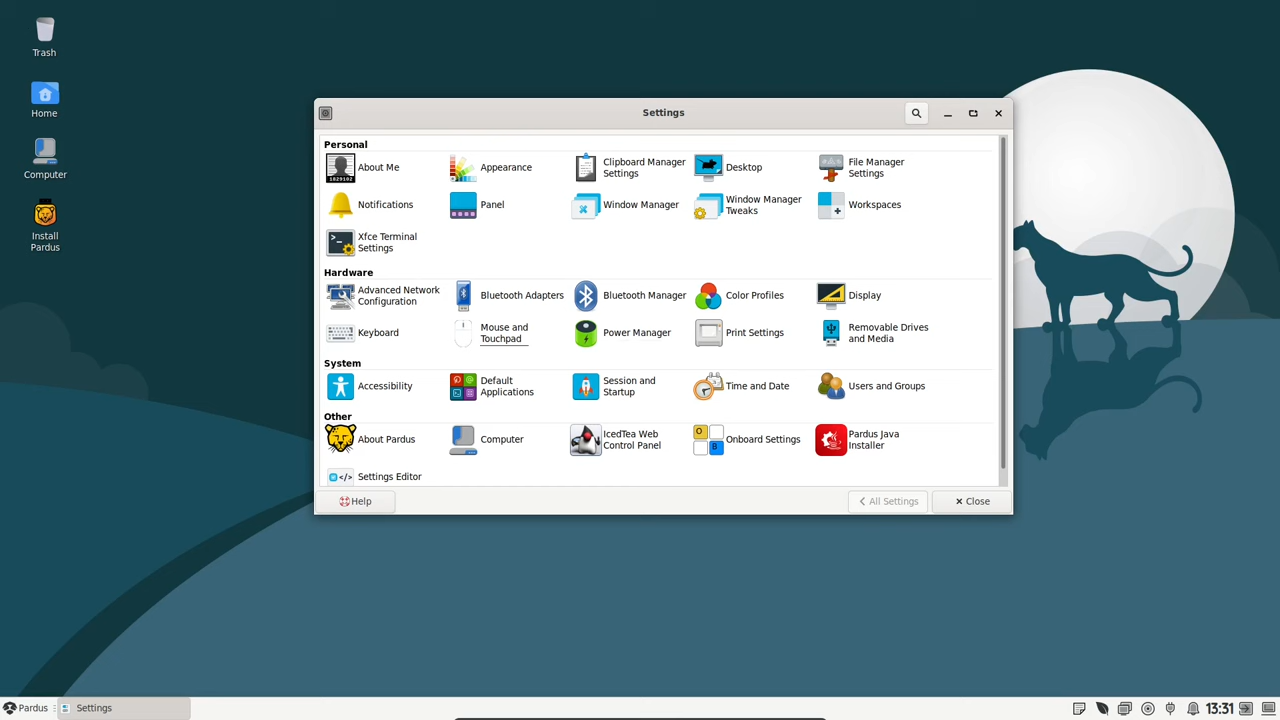 Trash
Home
Computer
Install
Pardus
Settings
Personal
About Me
Appearance
Clipboard Manager
Settings
Desktop
File Manager
Settings
Notifications
Panel
Window Manager
Window Manager
Tweaks
Workspaces
Xfce Terminal
Settings
Hardware
Advanced Network
Configuration
Bluetooth Adapters
Bluetooth Manager
Color Profiles
Display
Keyboard
Mouse and
Touchpad
Power Manager
Print Settings
Removable Drives
and Media
System
Accessibility
Default
Applications
Session and
Startup
Time and Date
Users and Groups
Other
About Pardus
Computer
IcedTea Web
Control Panel
Onboard Settings
Pardus Java
Installer
Settings Editor
Help
All Settings
Close
Pardus
Settings
13:31